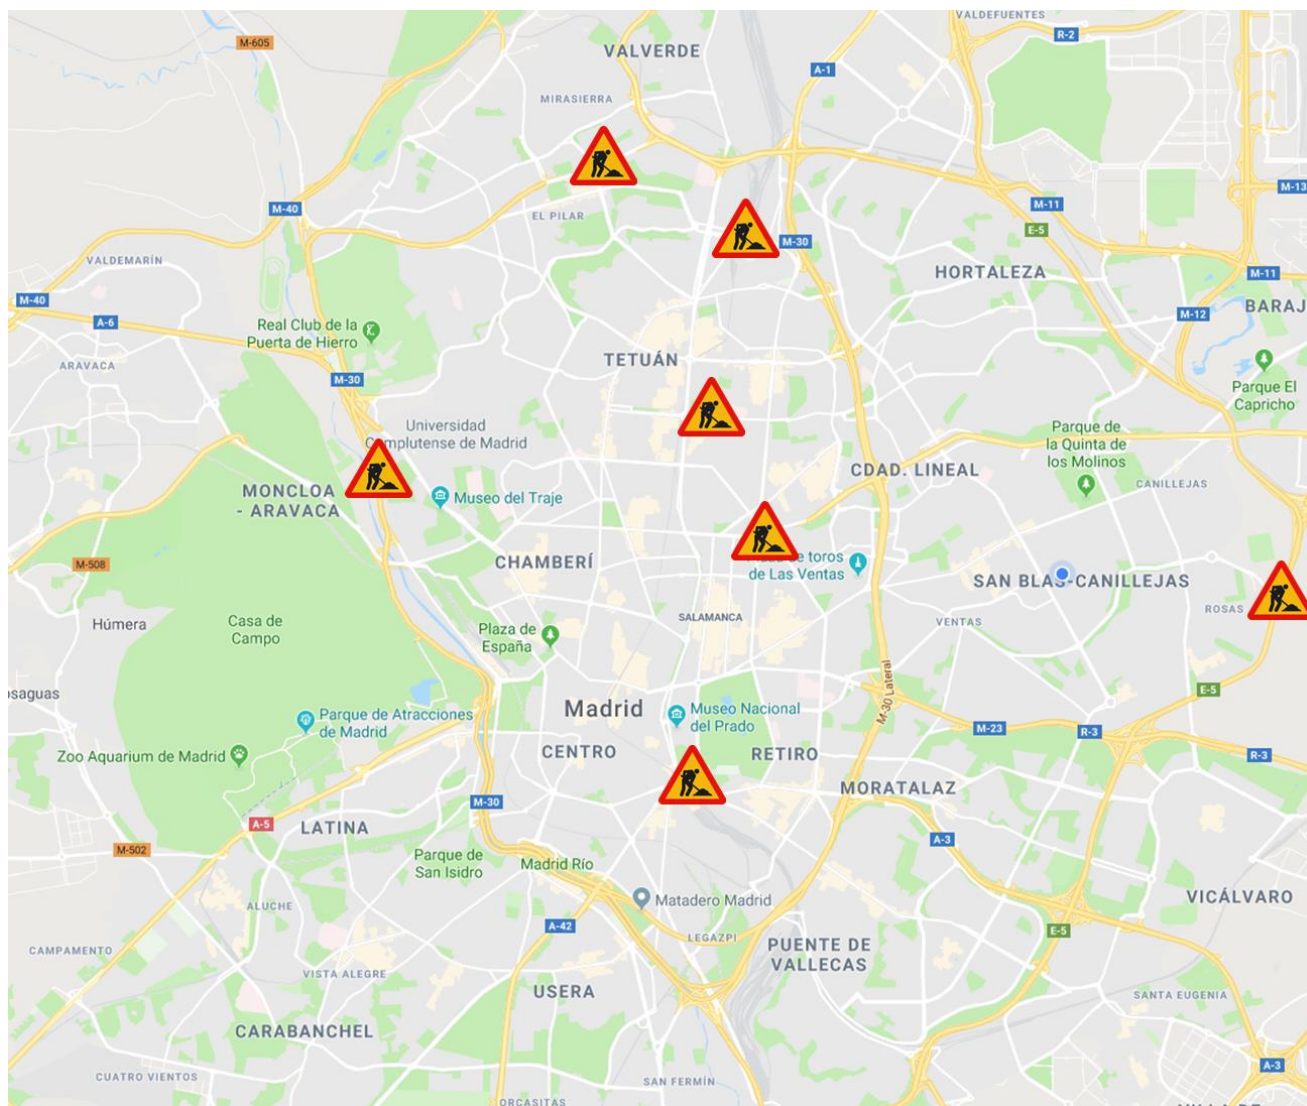 VALDEFUENTES
M-605
R-2
VALVERDE
A-1
MIRASIERRA
M-13
M-40
M-11
EL PILAR
E-5
M-30
VALDEMARÍN
HORTALEZA
M-11
M-40
A-6
M-12
BARAJ
Real Club de la
Puerta de Hierro
TETUÁN
ARAVACA
M-30
Parque El
Capricho
Universidad
Complutense de Madrid
Parque de
la Quinta de
los Molinos
CDAD. LINEAL
CANILLEJAS
MONCLOA
- ARAVACA
Museo del Traje
CHAMBERÍ
de toros
de Las Ventas
M-508
SAN BLAS-CANILLEJAS
ROSAS
Húmera
Casa de
Campo
SALAMANCA
VENTAS
Plaza de
España
osaguas
M-30 Lateral
E-5
Parque de Atracciones
de Madrid
Madrid
Museo Nacional
del Prado
M-23
R-3
R-3
Zoo Aquarium de Madrid
CENTRO
RETIRO
MORATALAZ
M-30
A-5
LATINA
A-3
M-502
Parque de
San Isidro
Madrid Río
VICÁLVARO
Matadero Madrid
ALUCHE
A-42
E-5
LEGAZPI
CAMPAMENTO
PUENTE DE
VALLECAS
VISTA ALEGRE
USERA
SANTA EUGENIA
CARABANCHEL
A-3
CUATRO VIENTOS
SAN FERMÍN
ORCASITAS